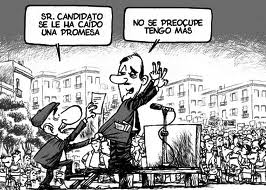 SR. CANDIDATO
SE LE HA CAÍDO
UNA PROMESA
NO SE PREOCUPE
TENGO MÁS